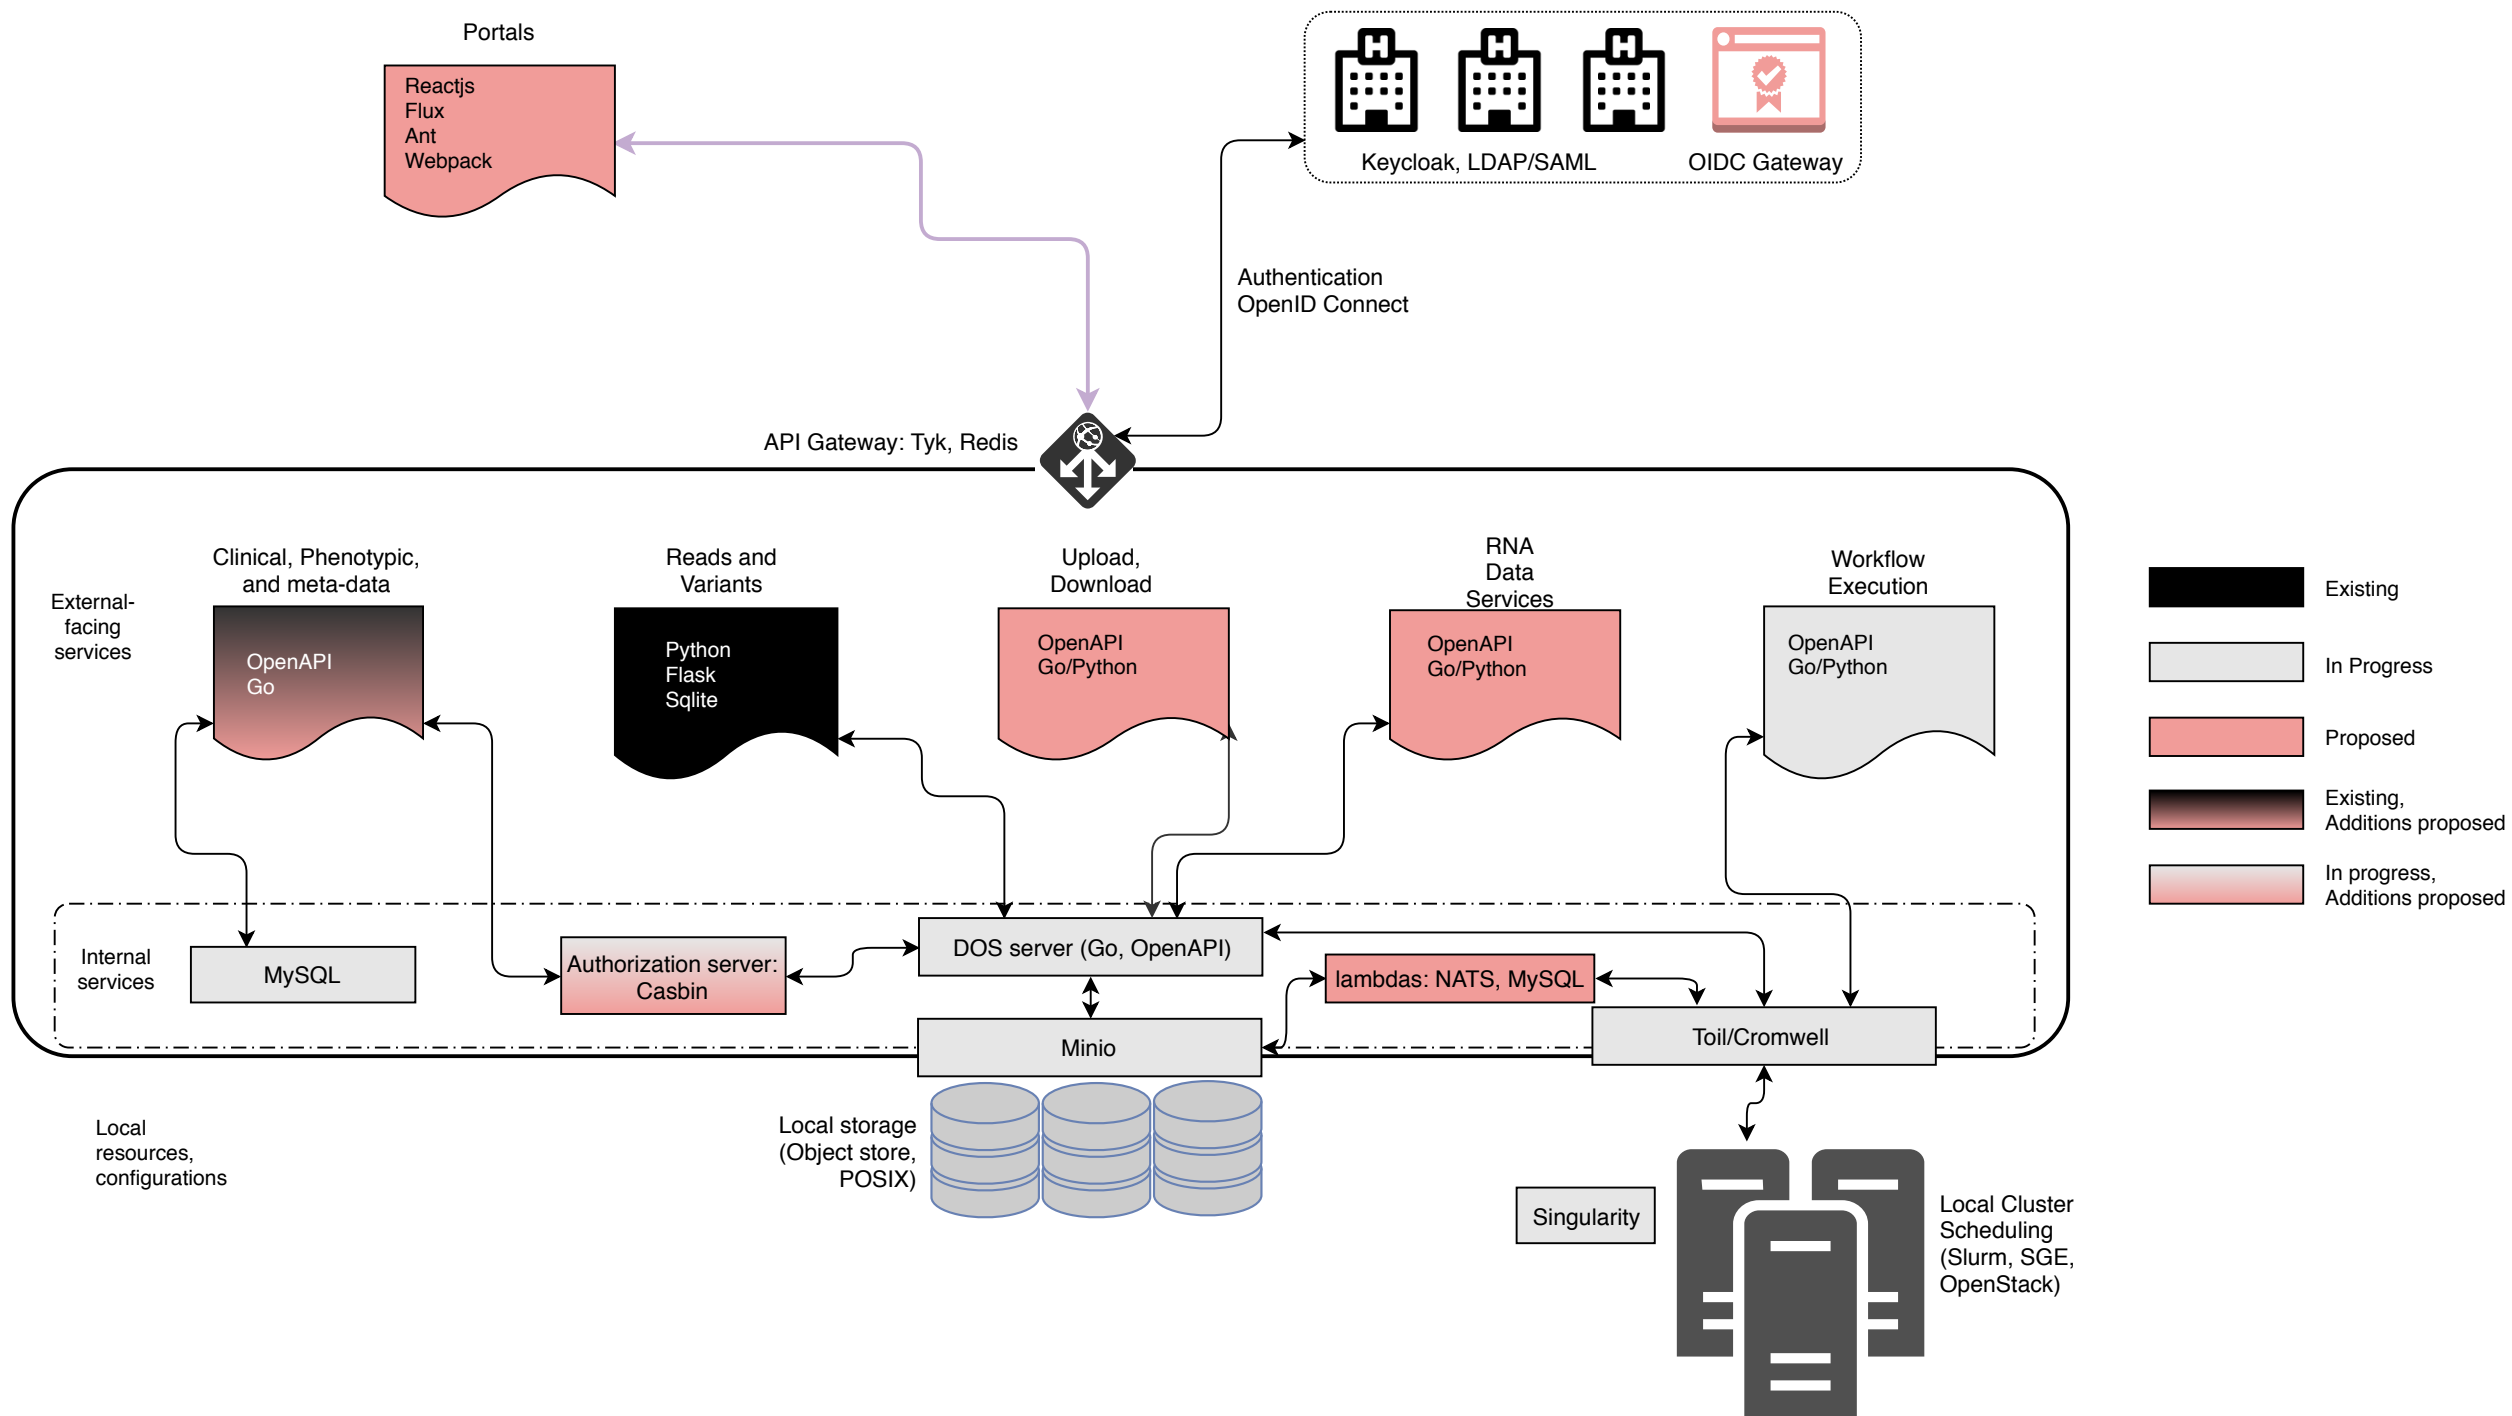 Portals
Reactjs
Flux
Ant
Webpack
Keycloak, LDAP/SAML
OIDC Gateway
Authentication
OpenID Connect
API Gateway: Tyk, Redis
External-
facing
services
Clinical, Phenotypic,
and meta-data
OpenAPI
Go
Reads and
Variants
Python
Flask
Sqlite
Upload,
Download
OpenAPI
Go/Python
RNA
Data
Services
OpenAPI
Go/Python
Workflow
Execution
OpenAPI
Go/Python
Existing
In Progress
Proposed
Existing,
Additions proposed
In progress,
Additions proposed
Internal
services
MySQL
Authorization server:
Casbin
DOS server (Go, OpenAPI)
lambdas: NATS, MySQL
Minio
Toil/Cromwell
Local
resources,
configurations
Local storage
(Object store,
POSIX)
Singularity
Local Cluster
Scheduling
(Slurm, SGE,
OpenStack)